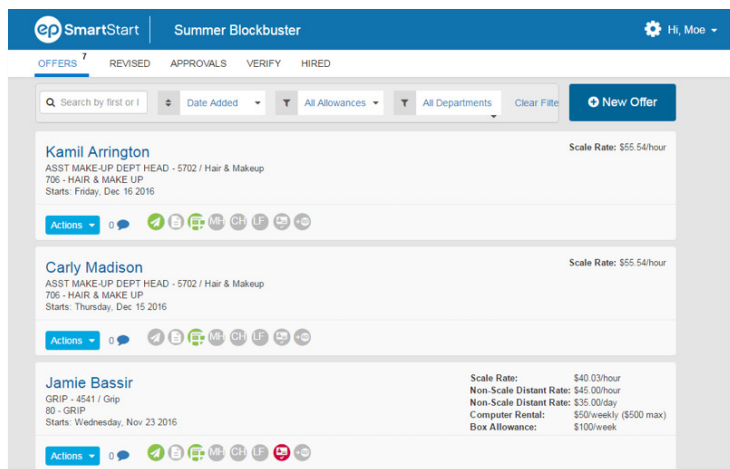 ep SmartStart Summer Blockbuster Hi, Moe
OFFERS 7 REVISED APPROVALS VERIFY HIRED
Search by first or l Date Added All Allowances All Departments Clear Filte New Offer
Kamil Arrington Scale Rate: $55.54/hour
ASST MAKE-UP DEPT HEAD - 5702 / Hair & Makeup
706 - HAIR & MAKE UP
Starts: Friday, Dec 16 2016
Actions 0 MH CH LF
Carly Madison Scale Rate: $55.54/hour
ASST MAKE-UP DEPT HEAD - 5702 / Hair & Makeup
706 - HAIR & MAKE UP
Starts: Thursday, Dec 15 2016
Actions 0 MH CH LF
Jamie Bassir Scale Rate: $40.03/hour
GRIP - 4541 / Grip Non-Scale Distant Rate: $45.00/hour
80 - GRIP Non-Scale Distant Rate: $35.00/day
Starts: Wednesday, Nov 23 2016 Computer Rental: $50/weekly ($500 max)
Box Allowance: $100/week
Actions 0 MH CH LF